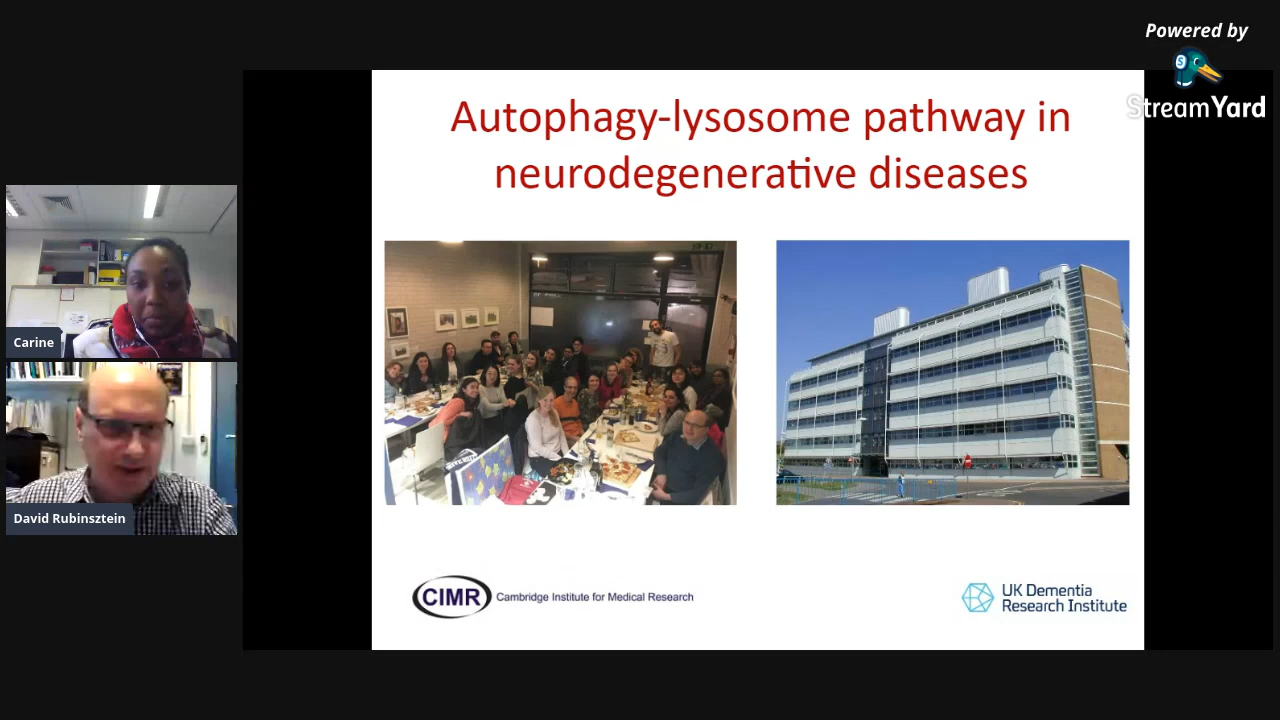 Powered by
StreamYard
Autophagy-lysosome pathway in
neurodegenerative diseases
Carine
David Rubinsztein
CIMR Cambridge Institute for Medical Research
UK Dementia
Research Institute